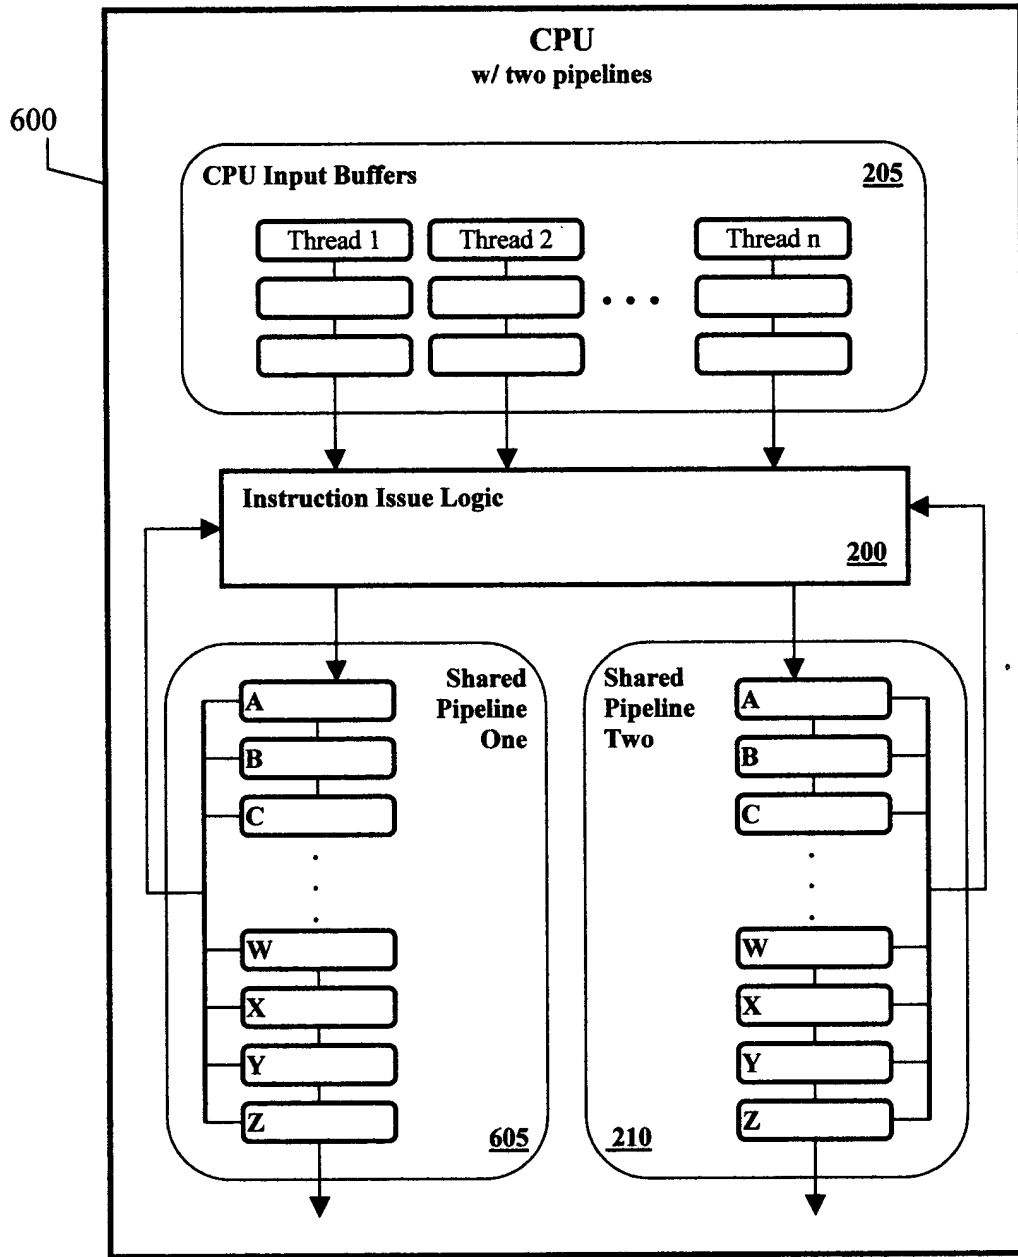 CPU
w/ two pipelines
600
CPU Input Buffers 205
Thread 1 Thread 2 Thread n
Instruction Issue Logic
200
Shared
Pipeline
One
A
B
C
W
X
Y
Z
605
Shared
Pipeline
Two
A
B
C
W
X
Y
Z
210